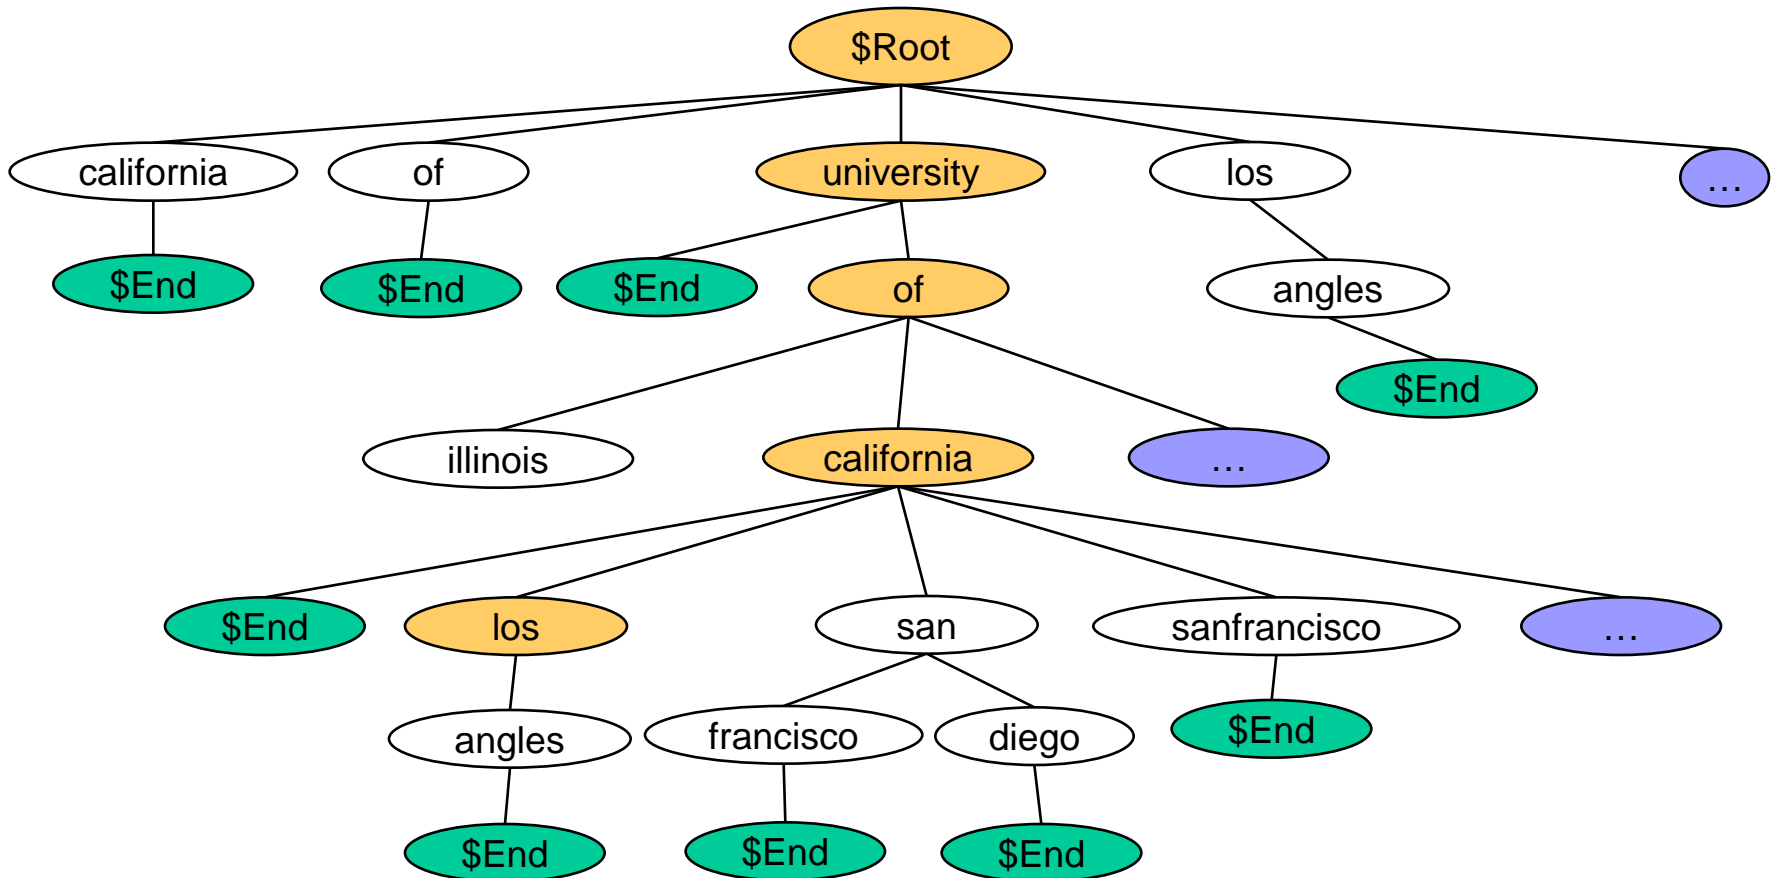 $Root
california of university los …
$End $End $End of angles
$End
illinois california …
$End los san sanfrancisco …
angles francisco diego $End
$End $End $End